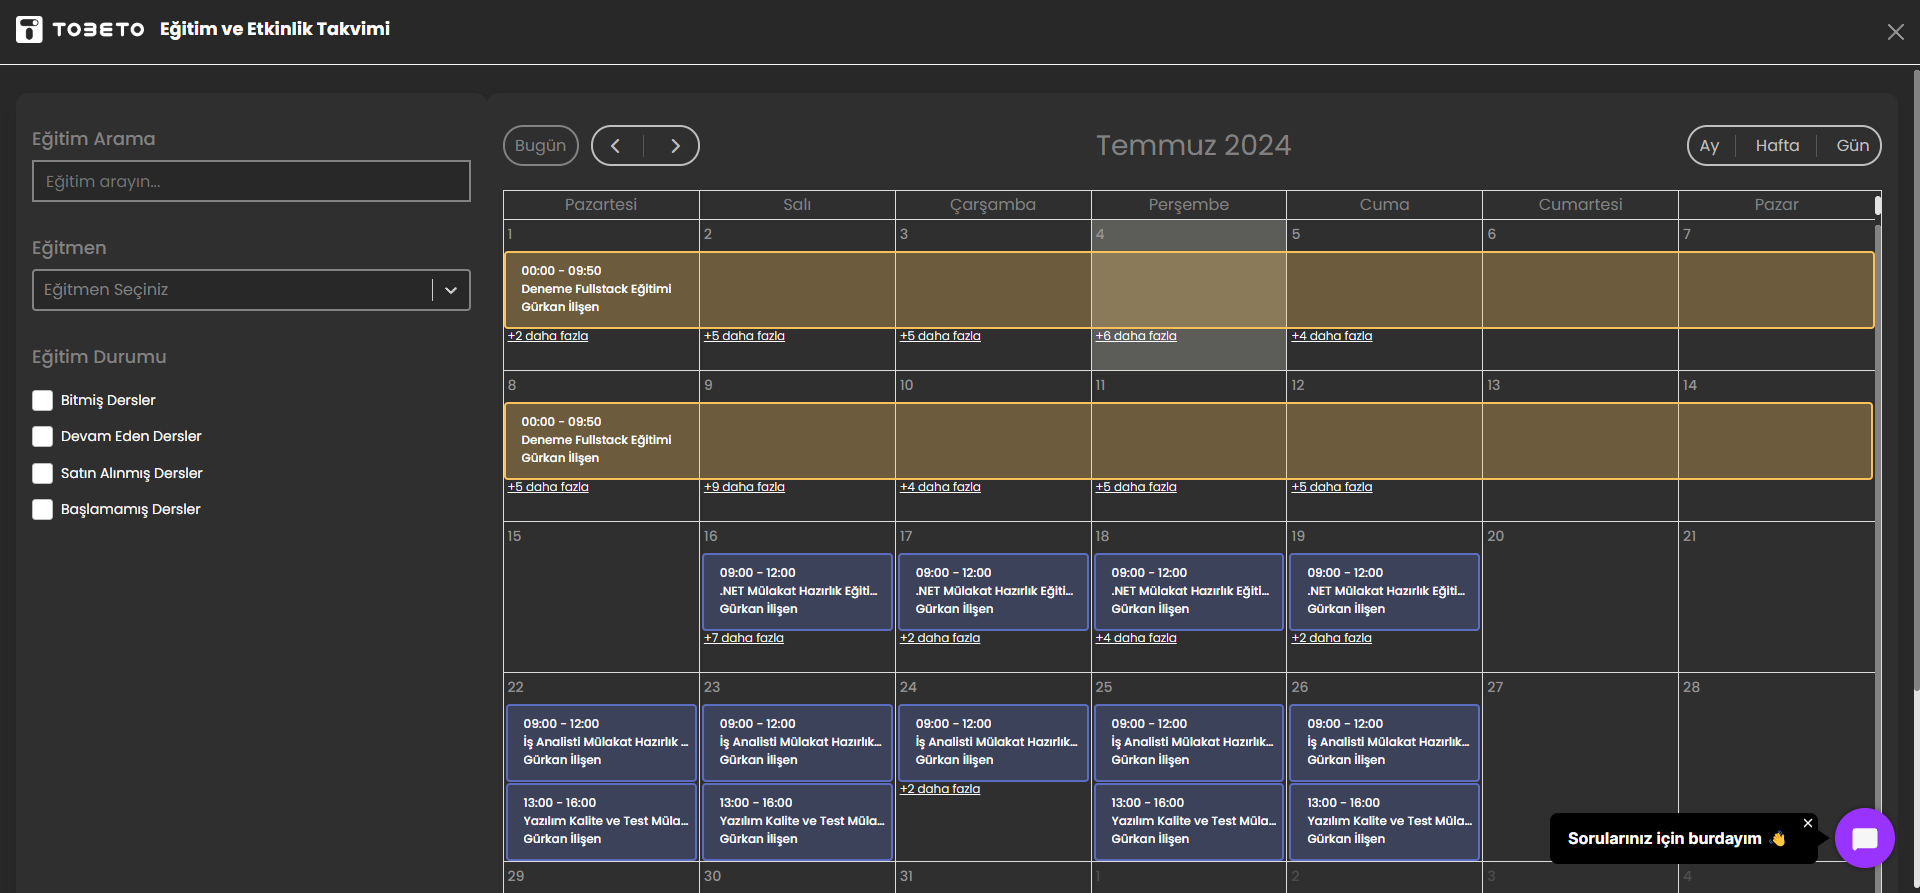 TOBETO Eğitim ve Etkinlik Takvimi
Eğitim Arama
Eğitim arayın...
Eğitmen
Eğitmen Seçiniz
Eğitim Durumu
Bitmiş Dersler
Devam Eden Dersler
Satın Alınmış Dersler
Başlamamış Dersler
Bugün
Temmuz 2024
Ay Hafta Gün
Pazartesi Salı Çarşamba Perşembe Cuma Cumartesi Pazar
1 2 3 4 5 6 7
00:00 - 09:50
Deneme Fullstack Eğitimi
Gürkan İlişen
+2 daha fazla +5 daha fazla +5 daha fazla +6 daha fazla +4 daha fazla
8 9 10 11 12 13 14
00:00 - 09:50
Deneme Fullstack Eğitimi
Gürkan İlişen
+5 daha fazla +9 daha fazla +4 daha fazla +5 daha fazla +5 daha fazla
15 16 17 18 19 20 21
09:00 - 12:00 09:00 - 12:00 09:00 - 12:00 09:00 - 12:00
.NET Mülakat Hazırlık Eğiti... .NET Mülakat Hazırlık Eğiti... .NET Mülakat Hazırlık Eğiti... .NET Mülakat Hazırlık Eğiti...
Gürkan İlişen Gürkan İlişen Gürkan İlişen Gürkan İlişen
+7 daha fazla +2 daha fazla +4 daha fazla +2 daha fazla
22 23 24 25 26 27 28
09:00 - 12:00 09:00 - 12:00 09:00 - 12:00 09:00 - 12:00 09:00 - 12:00
İş Analisti Mülakat Hazırlık ... İş Analisti Mülakat Hazırlık... İş Analisti Mülakat Hazırlık... İş Analisti Mülakat Hazırlık... İş Analisti Mülakat Hazırlık...
Gürkan İlişen Gürkan İlişen Gürkan İlişen Gürkan İlişen Gürkan İlişen
+2 daha fazla
13:00 - 16:00 13:00 - 16:00 13:00 - 16:00 13:00 - 16:00
Yazılım Kalite ve Test Müla... Yazılım Kalite ve Test Müla... Yazılım Kalite ve Test Müla... Yazılım Kalite ve Test Müla...
Gürkan İlişen Gürkan İlişen Gürkan İlişen Gürkan İlişen
Sorularınız için burdayım 👋
29 30 31 1 2 3 4